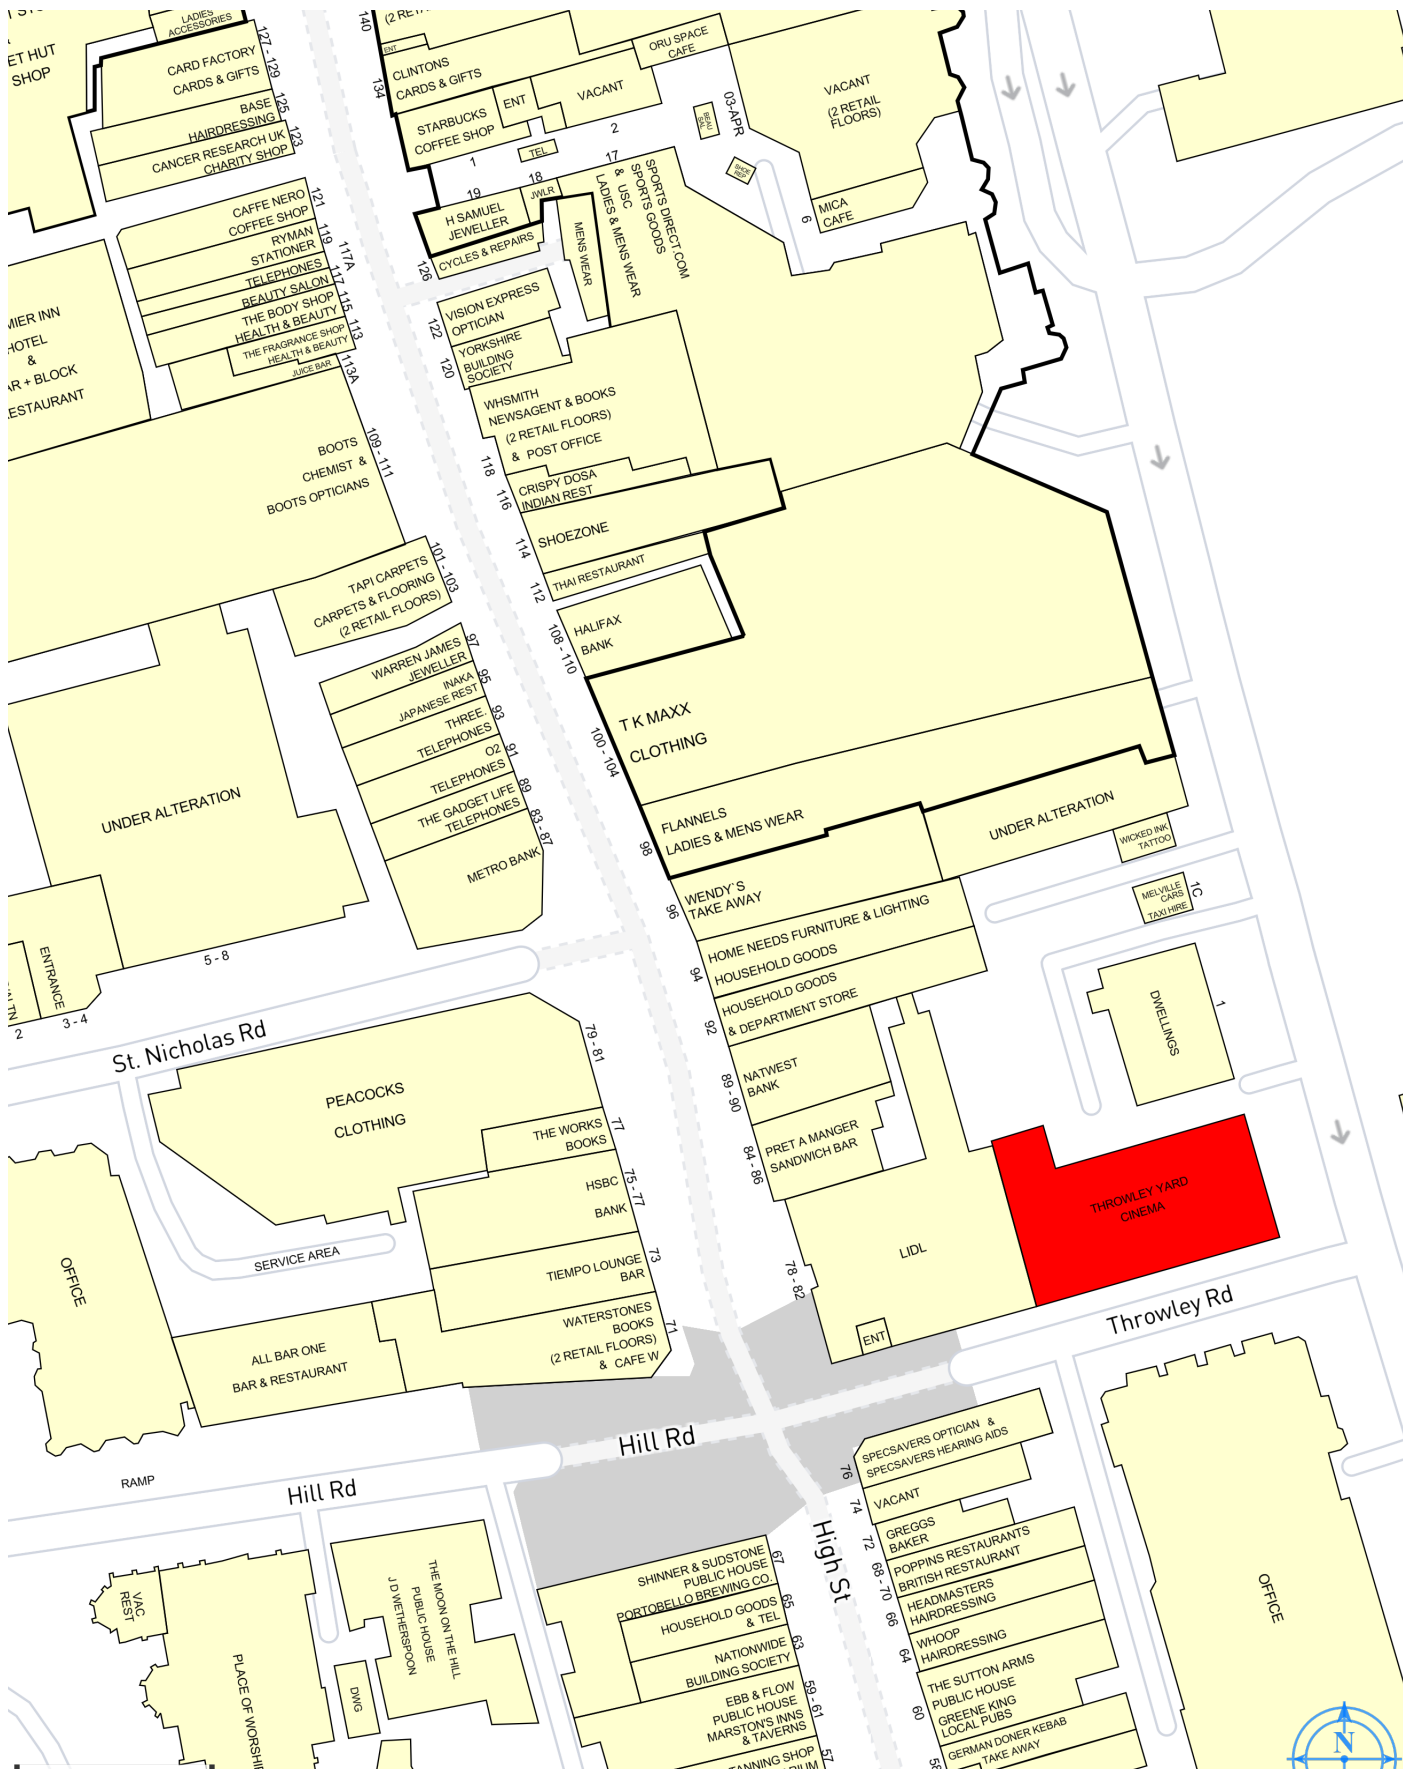 LADIES
ACCESSORIES
ET HUT
SHOP
CARD FACTORY
CARDS & GIFTS
127 - 129
BASE
HAIRDRESSING
125
CANCER RESEARCH UK
CHARITY SHOP
123
CAFFE NERO
COFFEE SHOP
121
RYMAN
STATIONER
119
TELEPHONES
117A
BEAUTY SALON
117
THE BODY SHOP
HEALTH & BEAUTY
115
THE FRAGRANCE SHOP
HEALTH & BEAUTY
113
JUICE BAR
113A
MIER INN
HOTEL
&
AR + BLOCK
ESTAURANT
BOOTS
CHEMIST &
BOOTS OPTICIANS
109 - 111
TAPI CARPETS
CARPETS & FLOORING
(2 RETAIL FLOORS)
101 - 103
WARREN JAMES
JEWELLER
97
INAKA
JAPANESE REST
95
THREE.
TELEPHONES
93
O2
TELEPHONES
91
THE GADGET LIFE
TELEPHONES
89
METRO BANK
83 - 87
UNDER ALTERATION
5 - 8
ENTRANCE
3 - 4
2
140
(2 RETA
ENT
CLINTONS
CARDS & GIFTS
134
STARBUCKS
COFFEE SHOP
1
ENT
VACANT
2
ORU SPACE
CAFE
TEL
03-APR
BEAU
SAL
SHOE
REP
VACANT
(2 RETAIL
FLOORS)
MICA
CAFE
6
H SAMUEL
JEWELLER
19
JWLR
18
17
SPORTS DIRECT.COM
SPORTS GOODS
& USC
LADIES & MENS WEAR
CYCLES & REPAIRS
126
MENS WEAR
VISION EXPRESS
OPTICIAN
122
YORKSHIRE
BUILDING
SOCIETY
120
WHSMITH
NEWSAGENT & BOOKS
(2 RETAIL FLOORS)
& POST OFFICE
118
CRISPY DOSA
INDIAN REST
116
SHOEZONE
114
THAI RESTAURANT
112
HALIFAX
BANK
108 - 110
T K MAXX
CLOTHING
100 - 104
FLANNELS
LADIES & MENS WEAR
98
UNDER ALTERATION
WICKED INK
TATTOO
MELVILLE
CARS
TAXI HIRE
1C
WENDY`S
TAKE AWAY
96
HOME NEEDS FURNITURE & LIGHTING
HOUSEHOLD GOODS
94
HOUSEHOLD GOODS
& DEPARTMENT STORE
92
NATWEST
BANK
89 - 90
PRET A MANGER
SANDWICH BAR
84 - 86
DWELLINGS
1
LIDL
78 - 82
ENT
THROWLEY YARD
CINEMA
Throwley Rd
St. Nicholas Rd
PEACOCKS
CLOTHING
79 - 81
THE WORKS
BOOKS
77
HSBC
BANK
75 - 77
TIEMPO LOUNGE
BAR
73
WATERSTONES
BOOKS
(2 RETAIL FLOORS)
& CAFE W
71
SERVICE AREA
OFFICE
ALL BAR ONE
BAR & RESTAURANT
RAMP
Hill Rd
Hill Rd
High St
VAC
REST
PLACE OF WORSHIP
DWG
THE MOON ON THE HILL
PUBLIC HOUSE
J D WETHERSPOON
SHINNER & SUDSTONE
PUBLIC HOUSE
PORTOBELLO BREWING CO.
67
HOUSEHOLD GOODS
& TEL
65
NATIONWIDE
BUILDING SOCIETY
63
EBB & FLOW
PUBLIC HOUSE
MARSTON'S INNS
& TAVERNS
59 - 61
TANNING SHOP
57
SPECSAVERS OPTICIAN &
SPECSAVERS HEARING AIDS
76
VACANT
74
GREGGS
BAKER
72
POPPINS RESTAURANTS
BRITISH RESTAURANT
68 - 70
HEADMASTERS
HAIRDRESSING
66
WHOOP
HAIRDRESSING
64
THE SUTTON ARMS
PUBLIC HOUSE
GREENE KING
LOCAL PUBS
60
GERMAN DONER KEBAB
TAKE AWAY
58
OFFICE
N